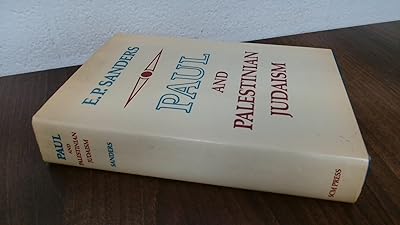 E.P. SANDERS
PAUL
AND
PALESTINIAN
JUDAISM
PAUL
AND
PALESTINIAN
JUDAISM
SANDERS
SCM PRESS